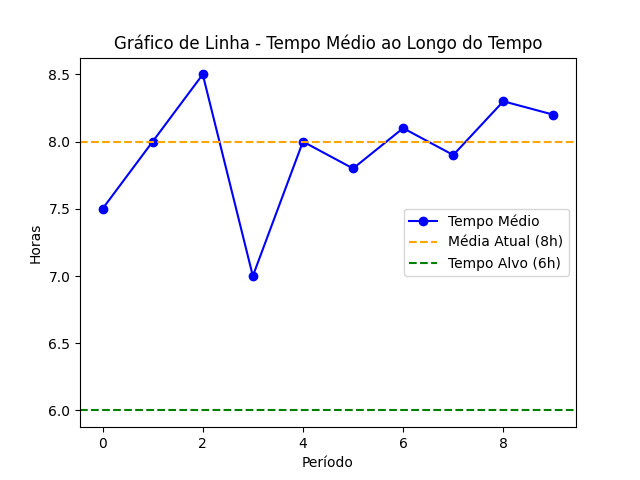 Gráfico de Linha - Tempo Médio ao Longo do Tempo
8.5
8.0
7.5
7.0
6.5
6.0
Horas
Tempo Médio
Média Atual (8h)
Tempo Alvo (6h)
0 2 4 6 8
Período